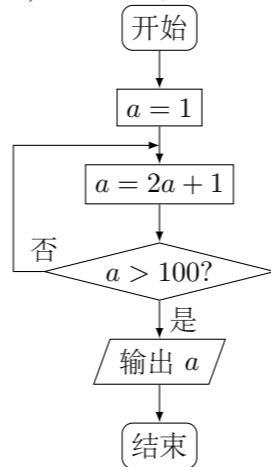 开始
a = 1
a = 2a + 1
否
a > 100?
是
输出 a
结束